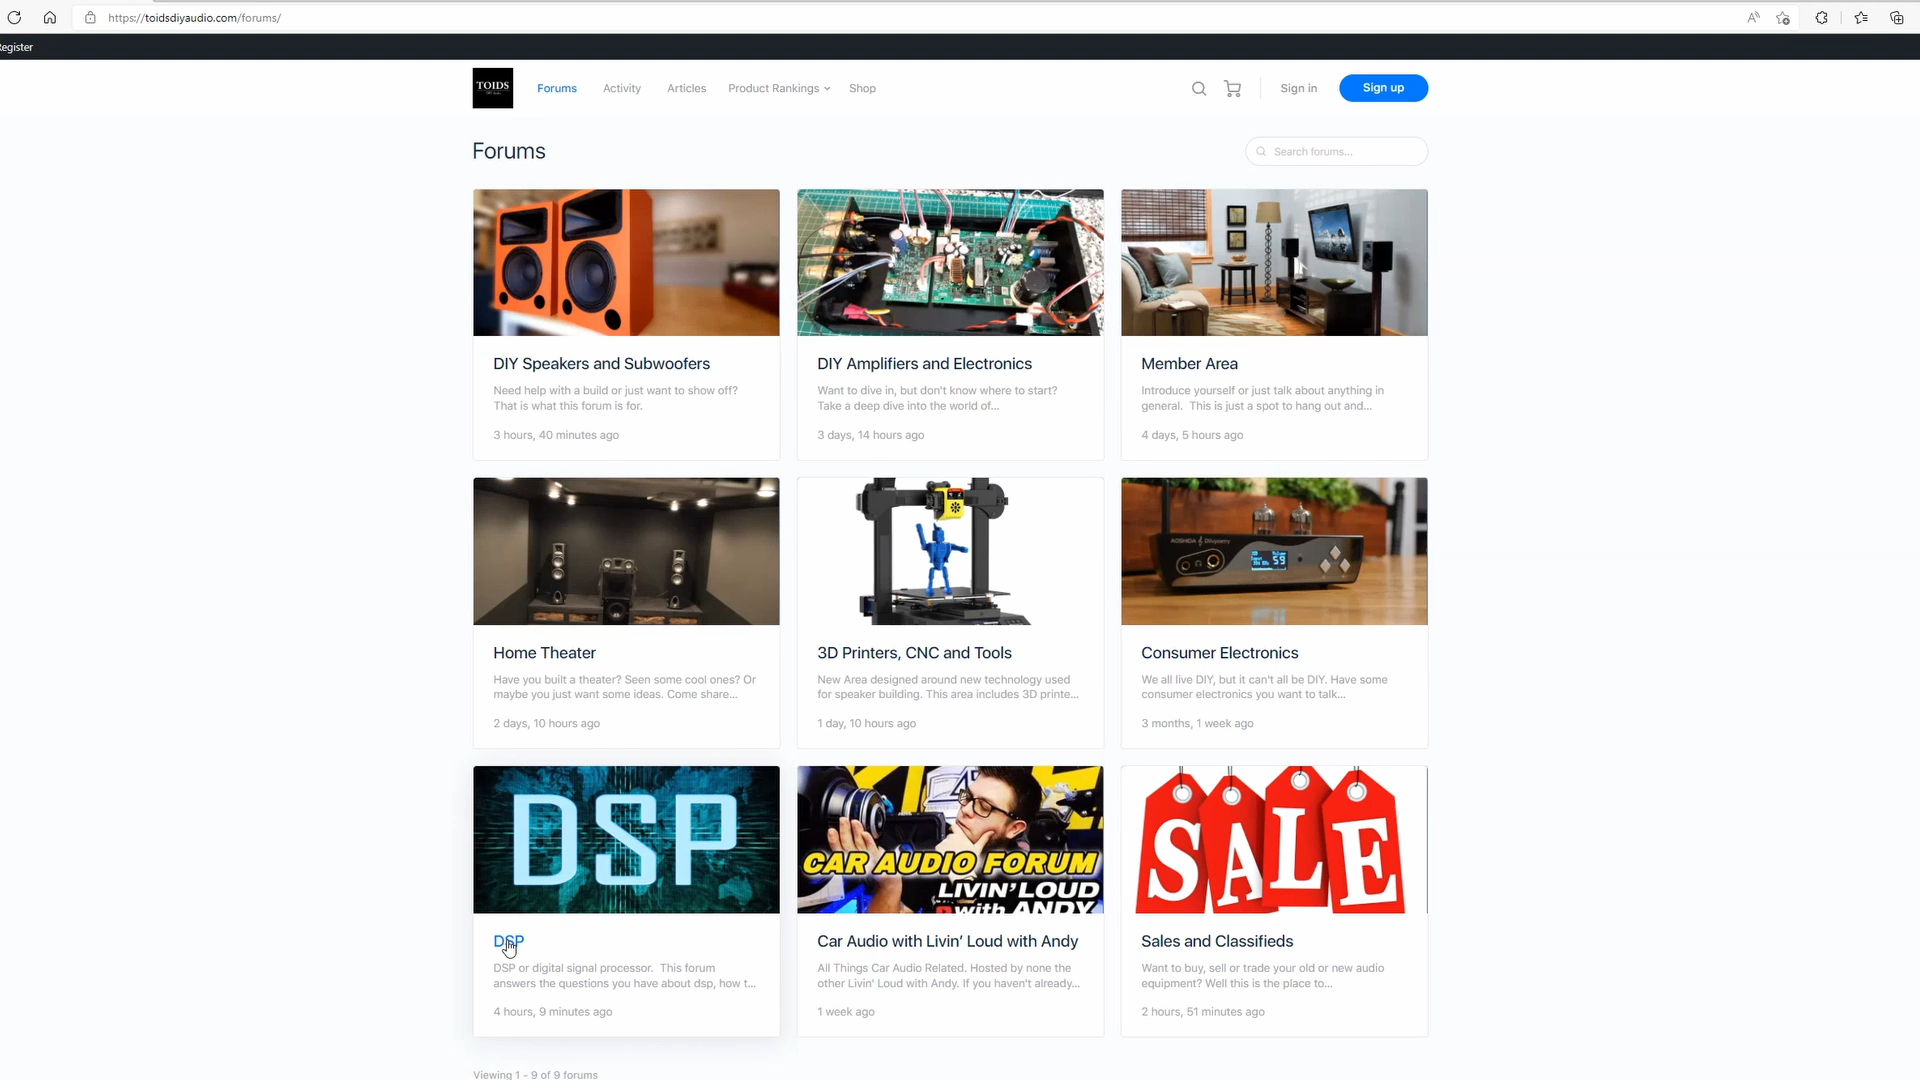 https://toidsdiyaudio.com/forums/
Register
TOIDS
Forums
Activity
Articles
Product Rankings
Shop
Sign in
Sign up
Forums
Search forums...
DIY Speakers and Subwoofers
Need help with a build or just want to show off?
That is what this forum is for.
3 hours, 40 minutes ago
DIY Amplifiers and Electronics
Want to dive in, but don't know where to start?
Take a deep dive into the world of...
3 days, 14 hours ago
Member Area
Introduce yourself or just talk about anything in
general. This is just a spot to hang out and...
4 days, 5 hours ago
Home Theater
Have you built a theater? Seen some cool ones? Or
maybe you just want some ideas. Come share...
2 days, 10 hours ago
3D Printers, CNC and Tools
New Area designed around new technology used
for speaker building. This area includes 3D printe...
1 day, 10 hours ago
AOSHIDA
59
Consumer Electronics
We all live DIY, but it can't all be DIY. Have some
consumer electronics you want to talk...
3 months, 1 week ago
DSP
DSP
DSP or digital signal processor. This forum
answers the questions you have about dsp, how t...
4 hours, 9 minutes ago
CAR AUDIO FORUM
LIVIN' LOUD
with ANDY
Car Audio with Livin' Loud with Andy
All Things Car Audio Related. Hosted by none the
other Livin' Loud with Andy. If you haven't already...
1 week ago
SALE
Sales and Classifieds
Want to buy, sell or trade your old or new audio
equipment? Well this is the place to...
2 hours, 51 minutes ago
Viewing 1 - 9 of 9 forums